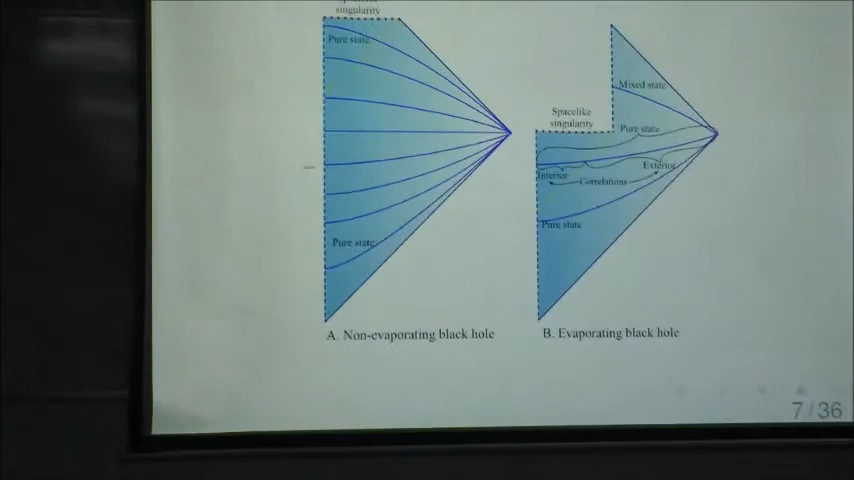 singularity
Pure state
Pure state
A. Non-evaporating black hole
Mixed state
Spacelike
singularity
Pure state
Interior
Exterior
Correlations
Pure state
B. Evaporating black hole
7/36